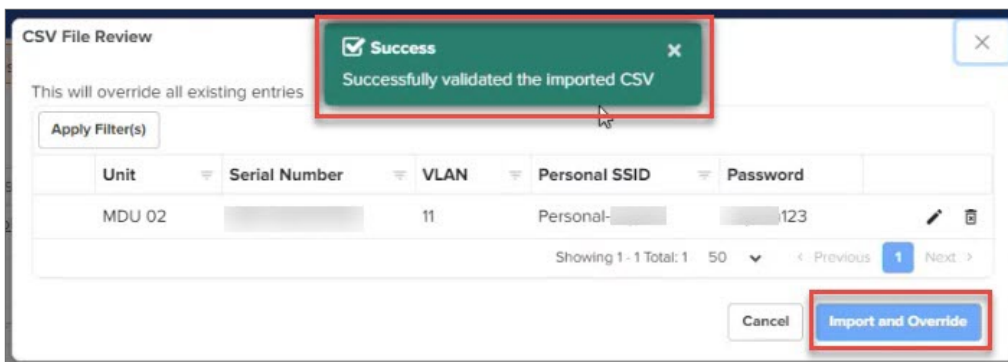 CSV File Review
Success
Successfully validated the imported CSV
This will override all existing entries
Apply Filter(s)
Unit Serial Number VLAN Personal SSID Password
MDU 02 11 Personal- 123
Showing 1 - 1 Total: 1 50 < Previous 1 Next >
Cancel Import and Override